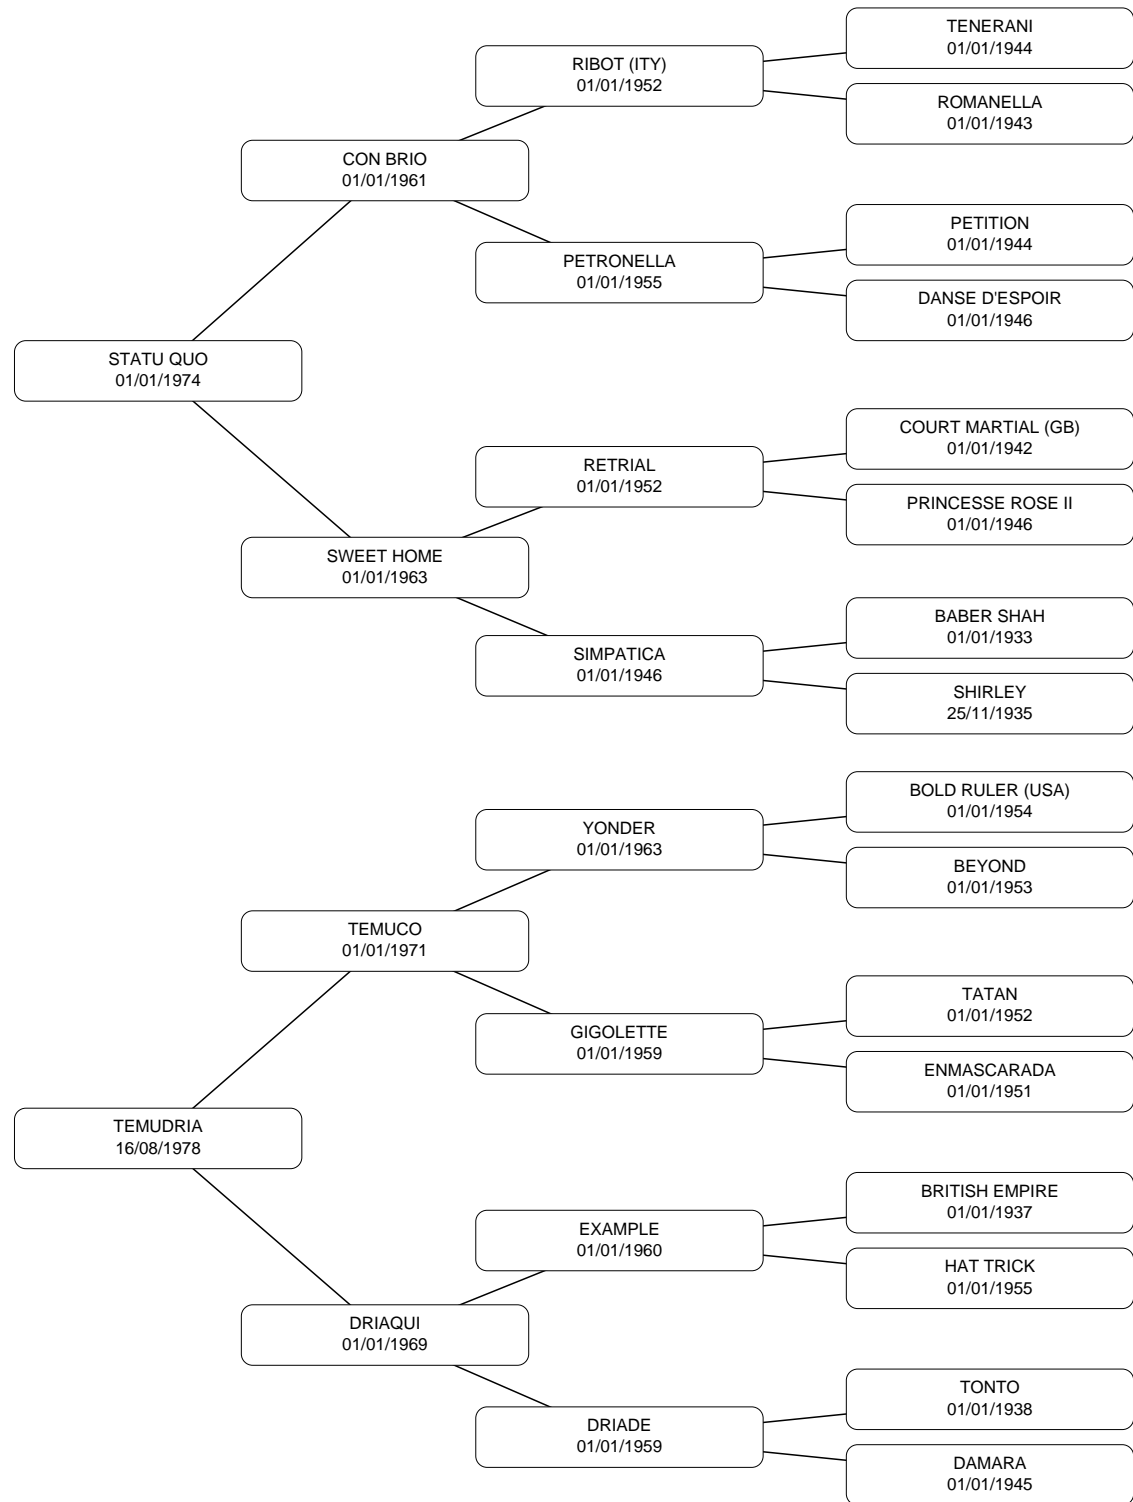 TENERANI
01/01/1944
RIBOT (ITY)
01/01/1952
ROMANELLA
01/01/1943
CON BRIO
01/01/1961
PETITION
01/01/1944
PETRONELLA
01/01/1955
DANSE D'ESPOIR
01/01/1946
STATU QUO
01/01/1974
COURT MARTIAL (GB)
01/01/1942
RETRIAL
01/01/1952
PRINCESSE ROSE II
01/01/1946
SWEET HOME
01/01/1963
BABER SHAH
01/01/1933
SIMPATICA
01/01/1946
SHIRLEY
25/11/1935
BOLD RULER (USA)
01/01/1954
YONDER
01/01/1963
BEYOND
01/01/1953
TEMUCO
01/01/1971
TATAN
01/01/1952
GIGOLETTE
01/01/1959
ENMASCARADA
01/01/1951
TEMUDRIA
16/08/1978
BRITISH EMPIRE
01/01/1937
EXAMPLE
01/01/1960
HAT TRICK
01/01/1955
DRIAQUI
01/01/1969
TONTO
01/01/1938
DRIADE
01/01/1959
DAMARA
01/01/1945